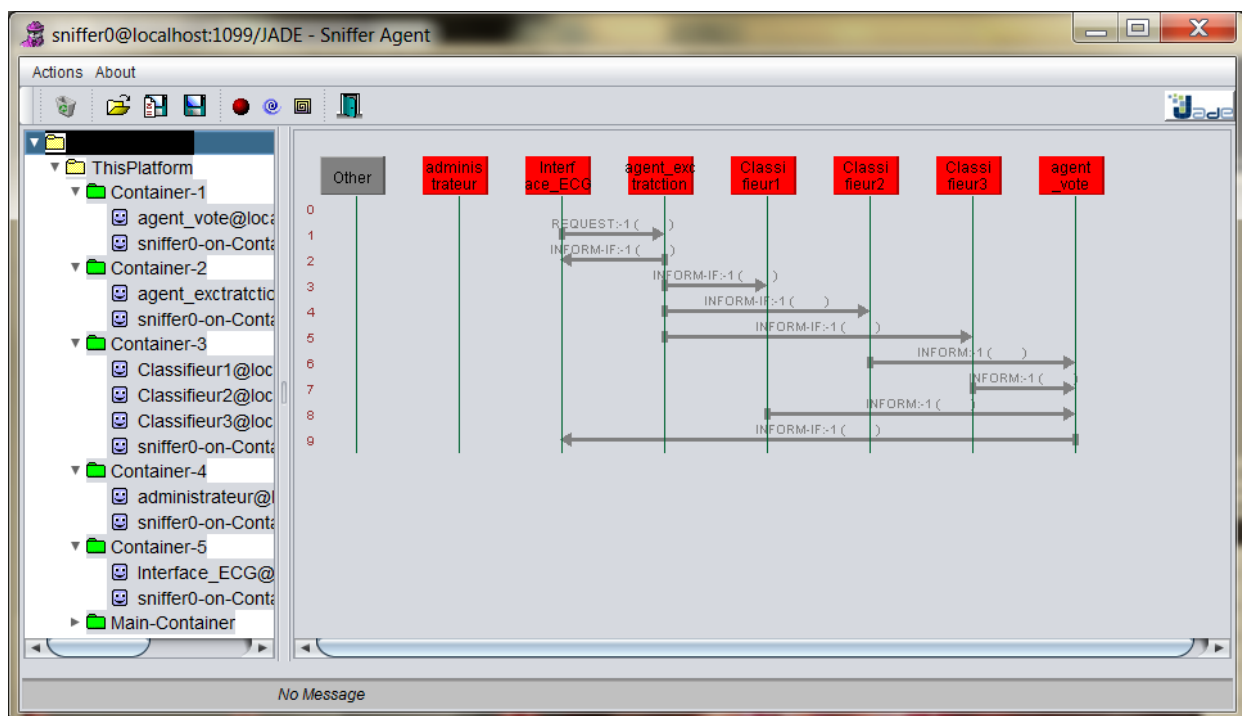 sniffer0@localhost:1099/JADE - Sniffer Agent
Actions About
Jade
ThisPlatform
Container-1
agent_vote@loca
sniffer0-on-Conta
Container-2
agent_exctratctic
sniffer0-on-Conta
Container-3
Classifieur1@loc
Classifieur2@loc
Classifieur3@loc
sniffer0-on-Conta
Container-4
administrateur@l
sniffer0-on-Conta
Container-5
Interface_ECG@
sniffer0-on-Conta
Main-Container
Other
adminis
trateur
Interf
ace_ECG
agent_exc
tratction
Classi
fieur1
Classi
fieur2
Classi
fieur3
agent
_vote
0
REQUEST:-1 ( )
1
INFORM-IF:-1 ( )
2
INFORM-IF:-1 ( )
3
INFORM-IF:-1 ( )
4
INFORM-IF:-1 ( )
5
INFORM:-1 ( )
6
INFORM:-1 ( )
7
INFORM:-1 ( )
8
INFORM-IF:-1 ( )
9
No Message